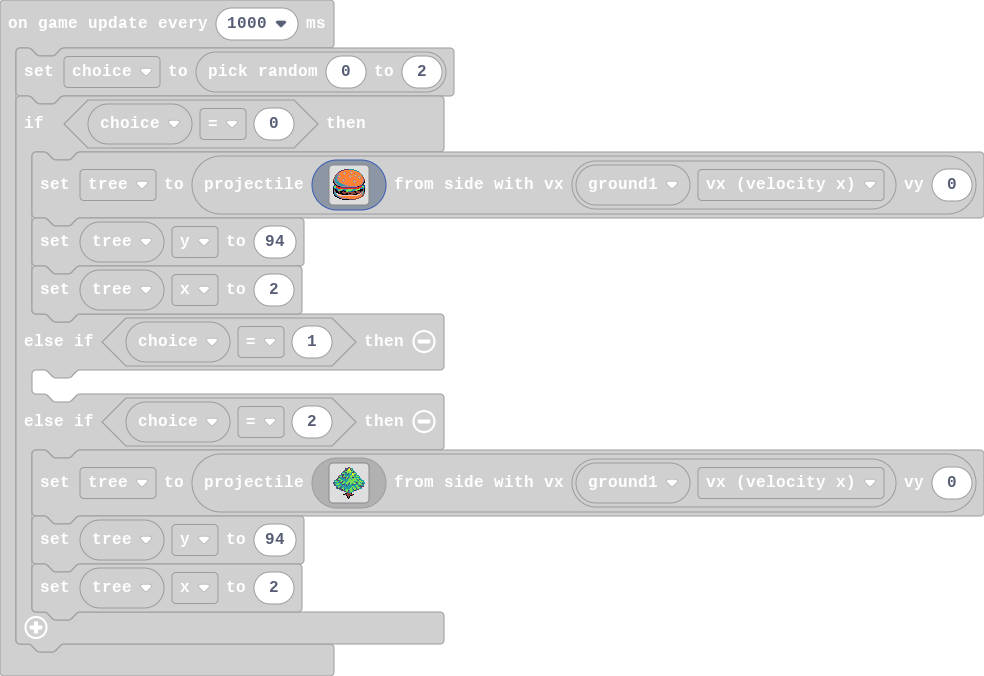 on game update every 1000 ms
set choice to pick random 0 to 2
if choice = 0 then
set tree to projectile from side with vx ground1 vx (velocity x) vy 0
set tree y to 94
set tree x to 2
else if choice = 1 then
else if choice = 2 then
set tree to projectile from side with vx ground1 vx (velocity x) vy 0
set tree y to 94
set tree x to 2